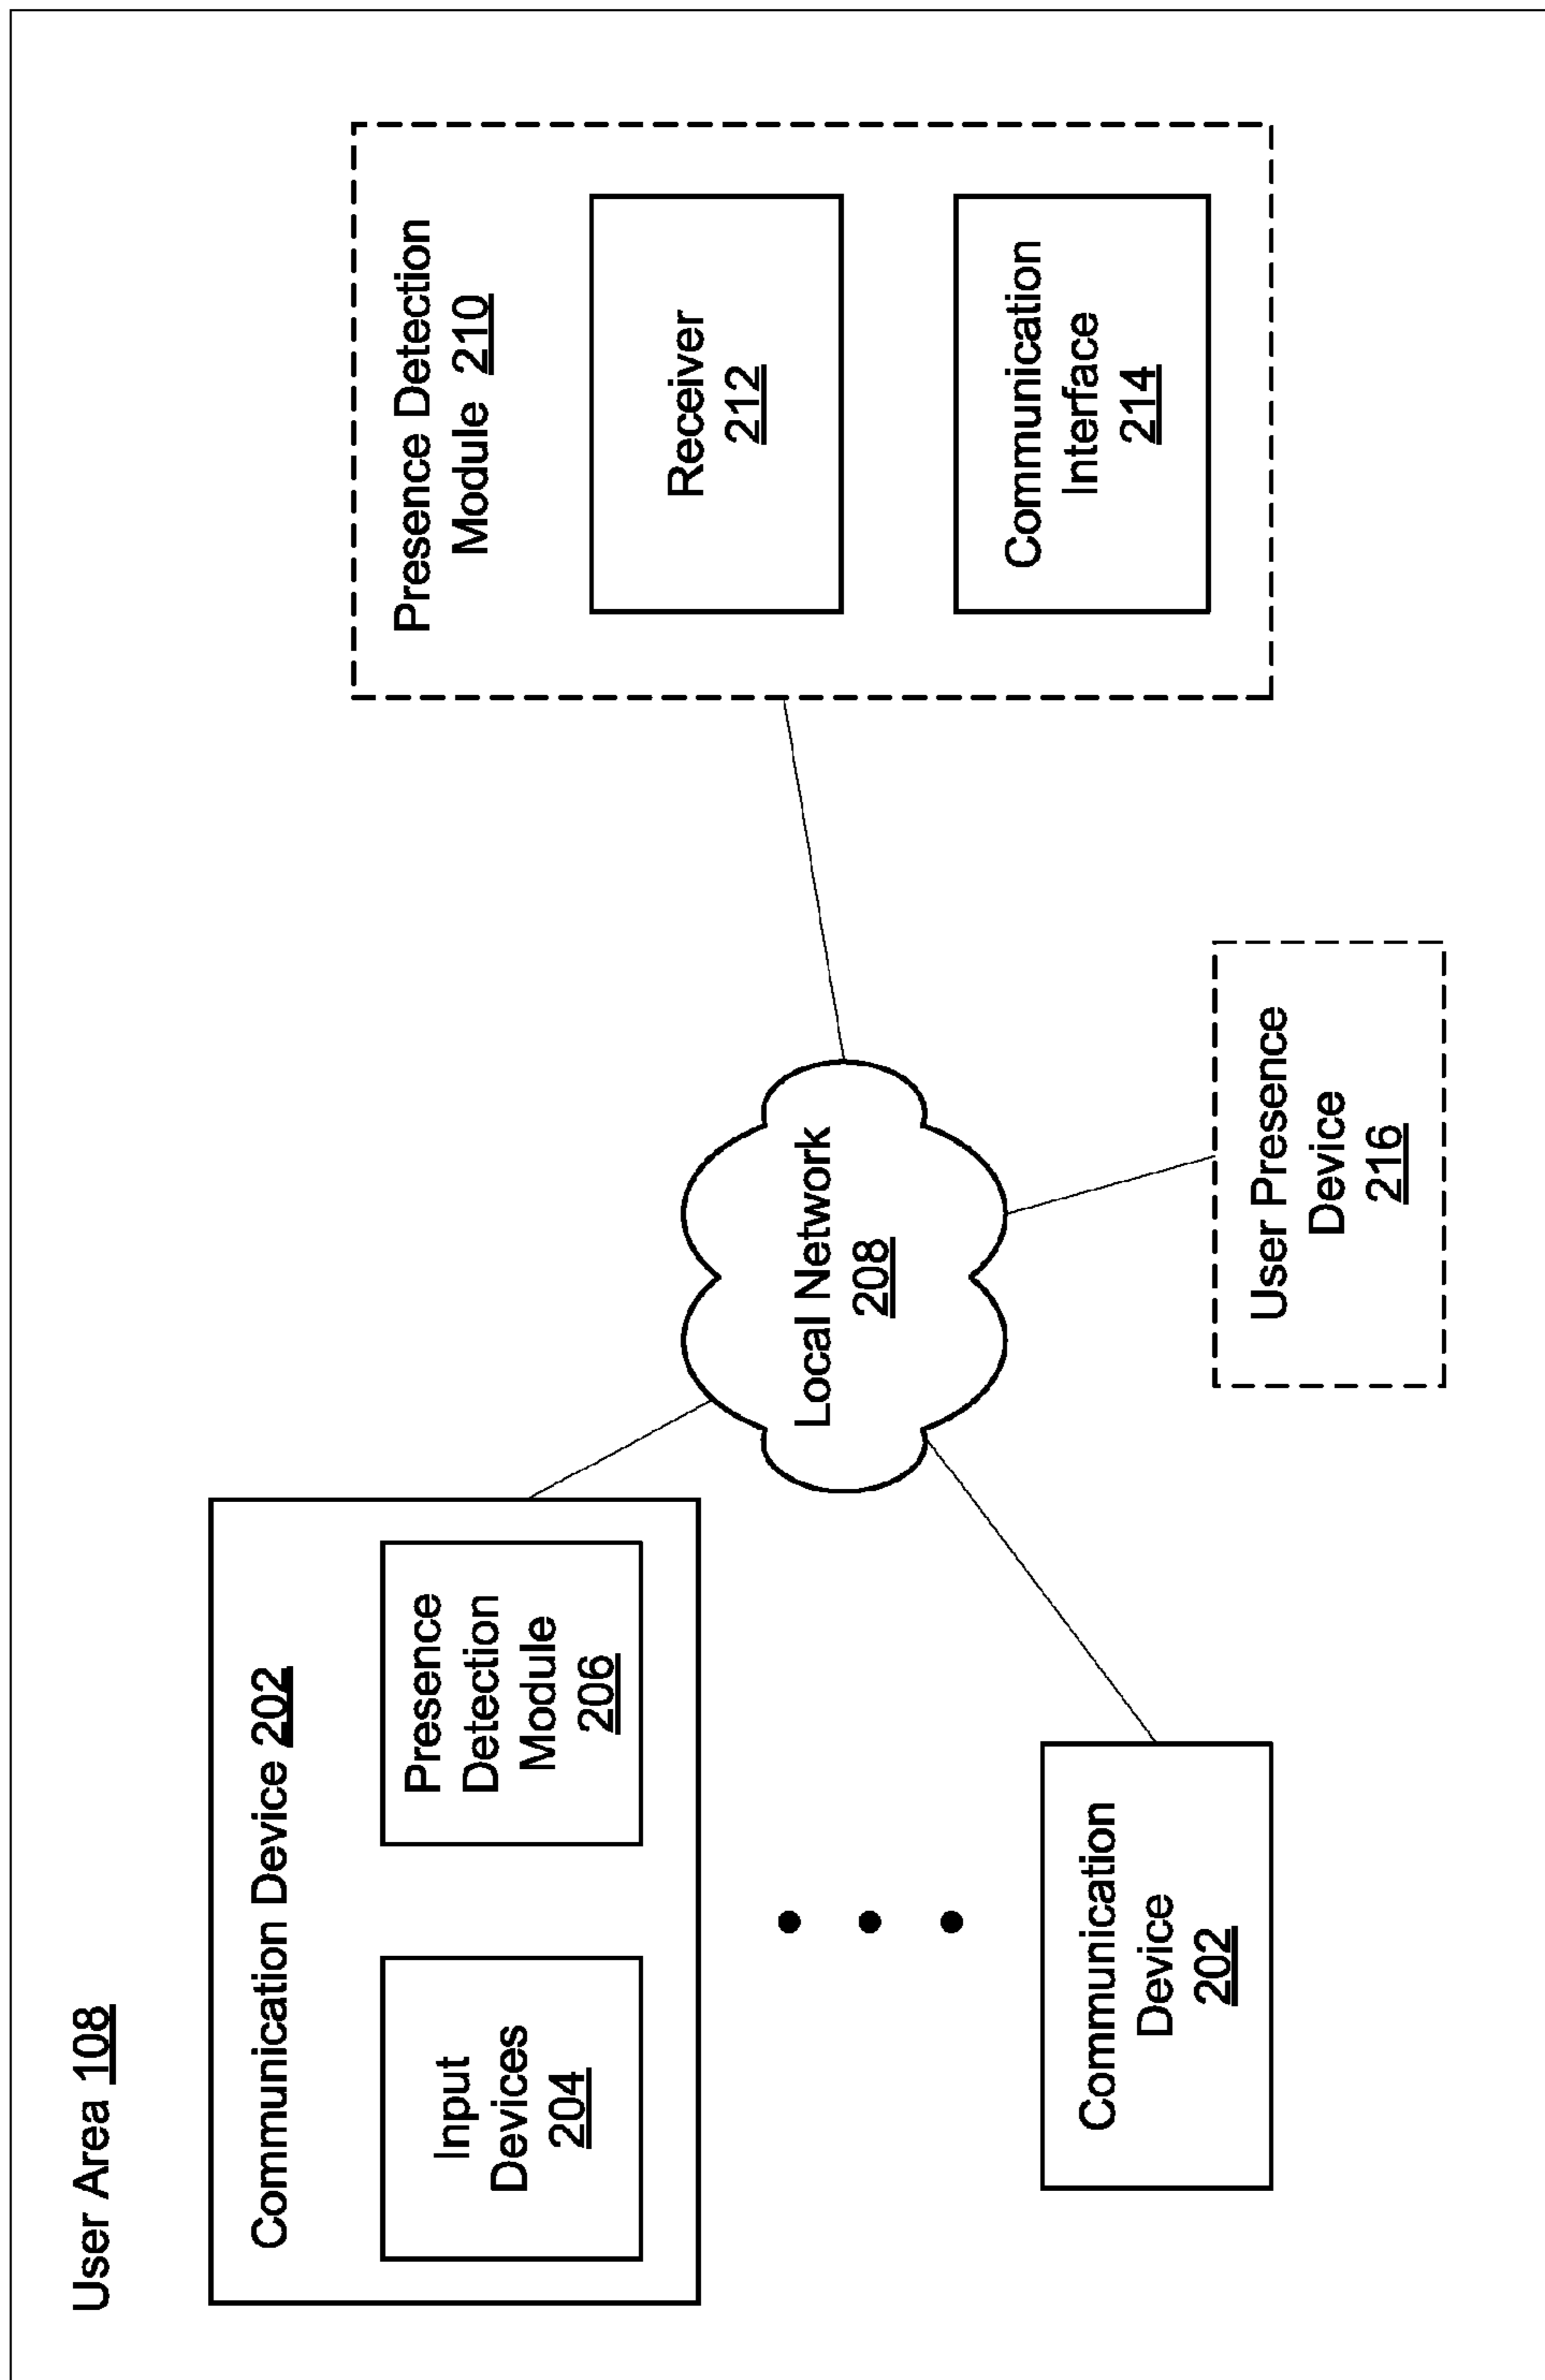 User Area 108
Communication Device 202
Input
Devices
204
Presence
Detection
Module
206
Communication
Device
202
Local Network
208
User Presence
Device
216
Presence Detection
Module 210
Receiver
212
Communication
Interface
214